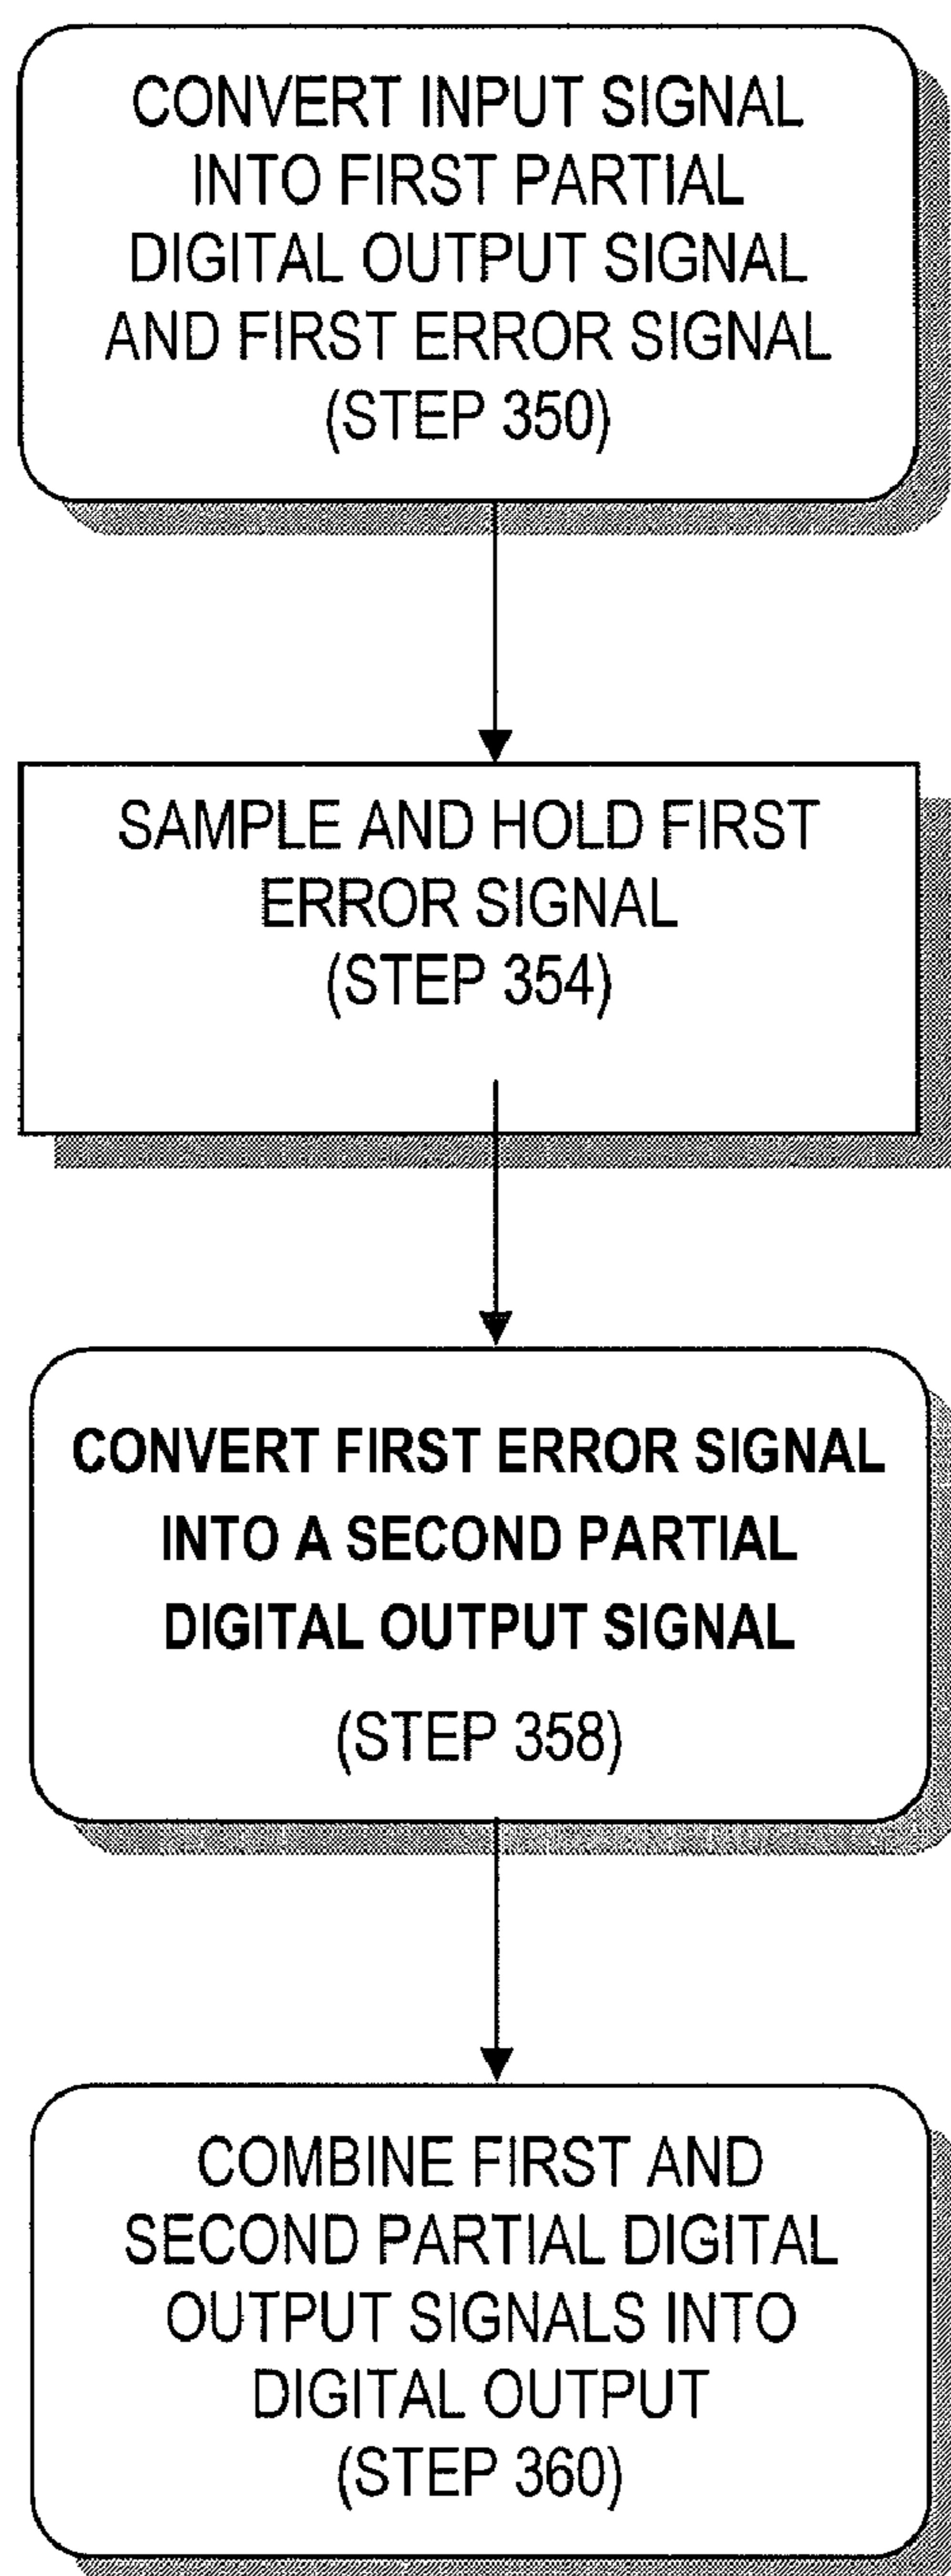 CONVERT INPUT SIGNAL
INTO FIRST PARTIAL
DIGITAL OUTPUT SIGNAL
AND FIRST ERROR SIGNAL
(STEP 350)
SAMPLE AND HOLD FIRST
ERROR SIGNAL
(STEP 354)
CONVERT FIRST ERROR SIGNAL
INTO A SECOND PARTIAL
DIGITAL OUTPUT SIGNAL
(STEP 358)
COMBINE FIRST AND
SECOND PARTIAL DIGITAL
OUTPUT SIGNALS INTO
DIGITAL OUTPUT
(STEP 360)